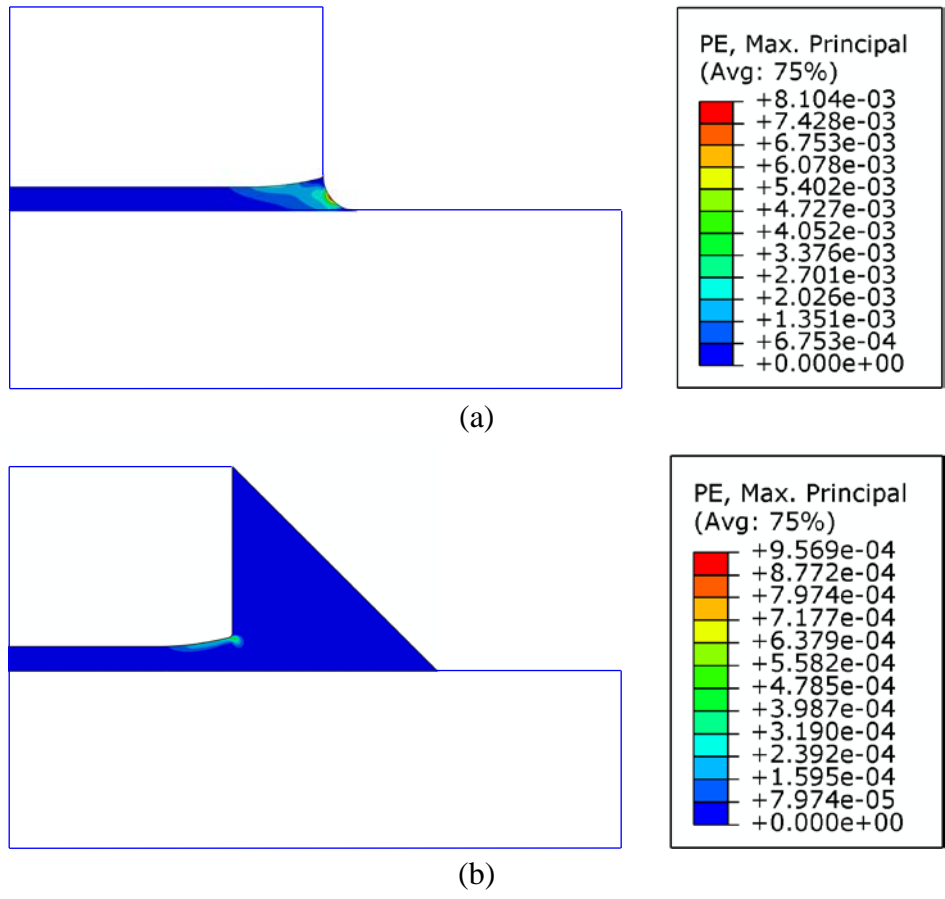 PE, Max. Principal
(Avg: 75%)
+8.104e-03
+7.428e-03
+6.753e-03
+6.078e-03
+5.402e-03
+4.727e-03
+4.052e-03
+3.376e-03
+2.701e-03
+2.026e-03
+1.351e-03
+6.753e-04
+0.000e+00
(a)
PE, Max. Principal
(Avg: 75%)
+9.569e-04
+8.772e-04
+7.974e-04
+7.177e-04
+6.379e-04
+5.582e-04
+4.785e-04
+3.987e-04
+3.190e-04
+2.392e-04
+1.595e-04
+7.974e-05
+0.000e+00
(b)